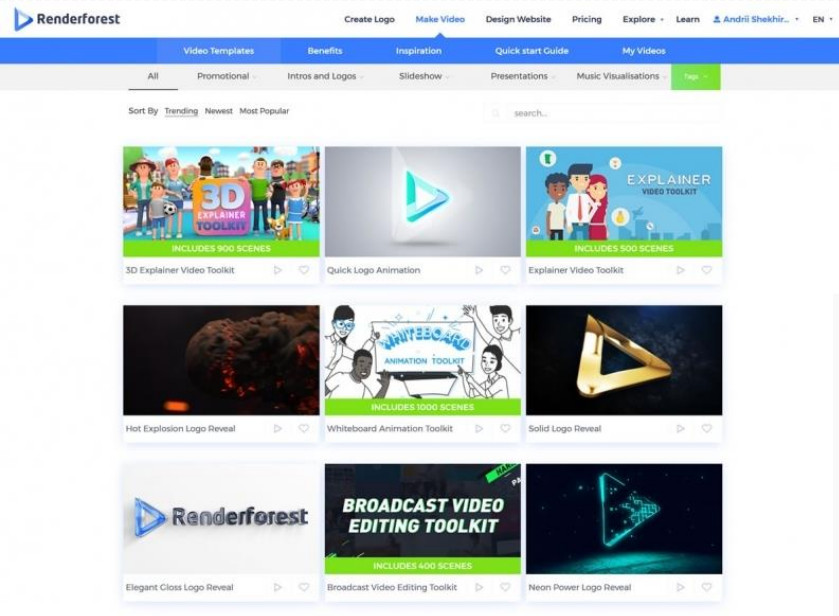 Renderforest
Create Logo Make Video Design Website Pricing Explore Learn Andrii Shekhir... EN
Video Templates Benefits Inspiration Quick start Guide My Videos
All Promotional Intros and Logos Slideshow Presentations Music Visualisations Tags
Sort By Trending Newest Most Popular search...
3D
EXPLAINER
TOOLKIT
INCLUDES 900 SCENES
EXPLAINER
VIDEO TOOLKIT
INCLUDES 500 SCENES
3D Explainer Video Toolkit Quick Logo Animation Explainer Video Toolkit
WHITEBOARD
ANIMATION TOOLKIT
INCLUDES 1000 SCENES
Hot Explosion Logo Reveal Whiteboard Animation Toolkit Solid Logo Reveal
Renderforest
BROADCAST VIDEO
EDITING TOOLKIT
INCLUDES 400 SCENES
Elegant Gloss Logo Reveal Broadcast Video Editing Toolkit Neon Power Logo Reveal